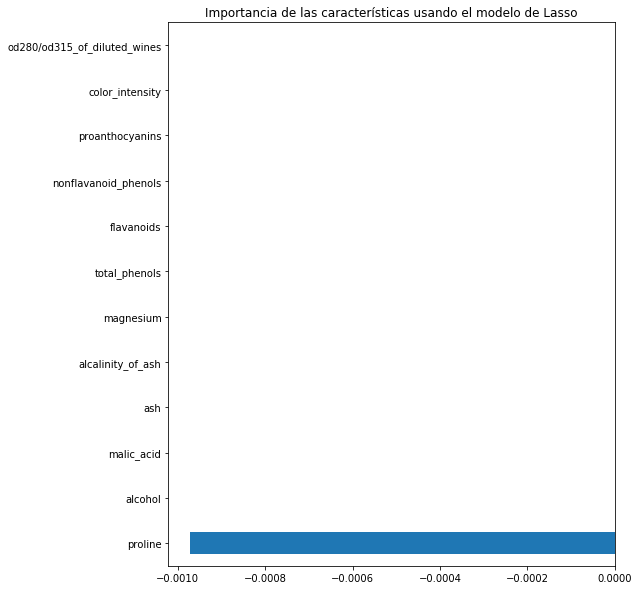 Importancia de las características usando el modelo de Lasso
od280/od315_of_diluted_wines
color_intensity
proanthocyanins
nonflavanoid_phenols
flavanoids
total_phenols
magnesium
alcalinity_of_ash
ash
malic_acid
alcohol
proline
−0.0010 −0.0008 −0.0006 −0.0004 −0.0002 0.0000